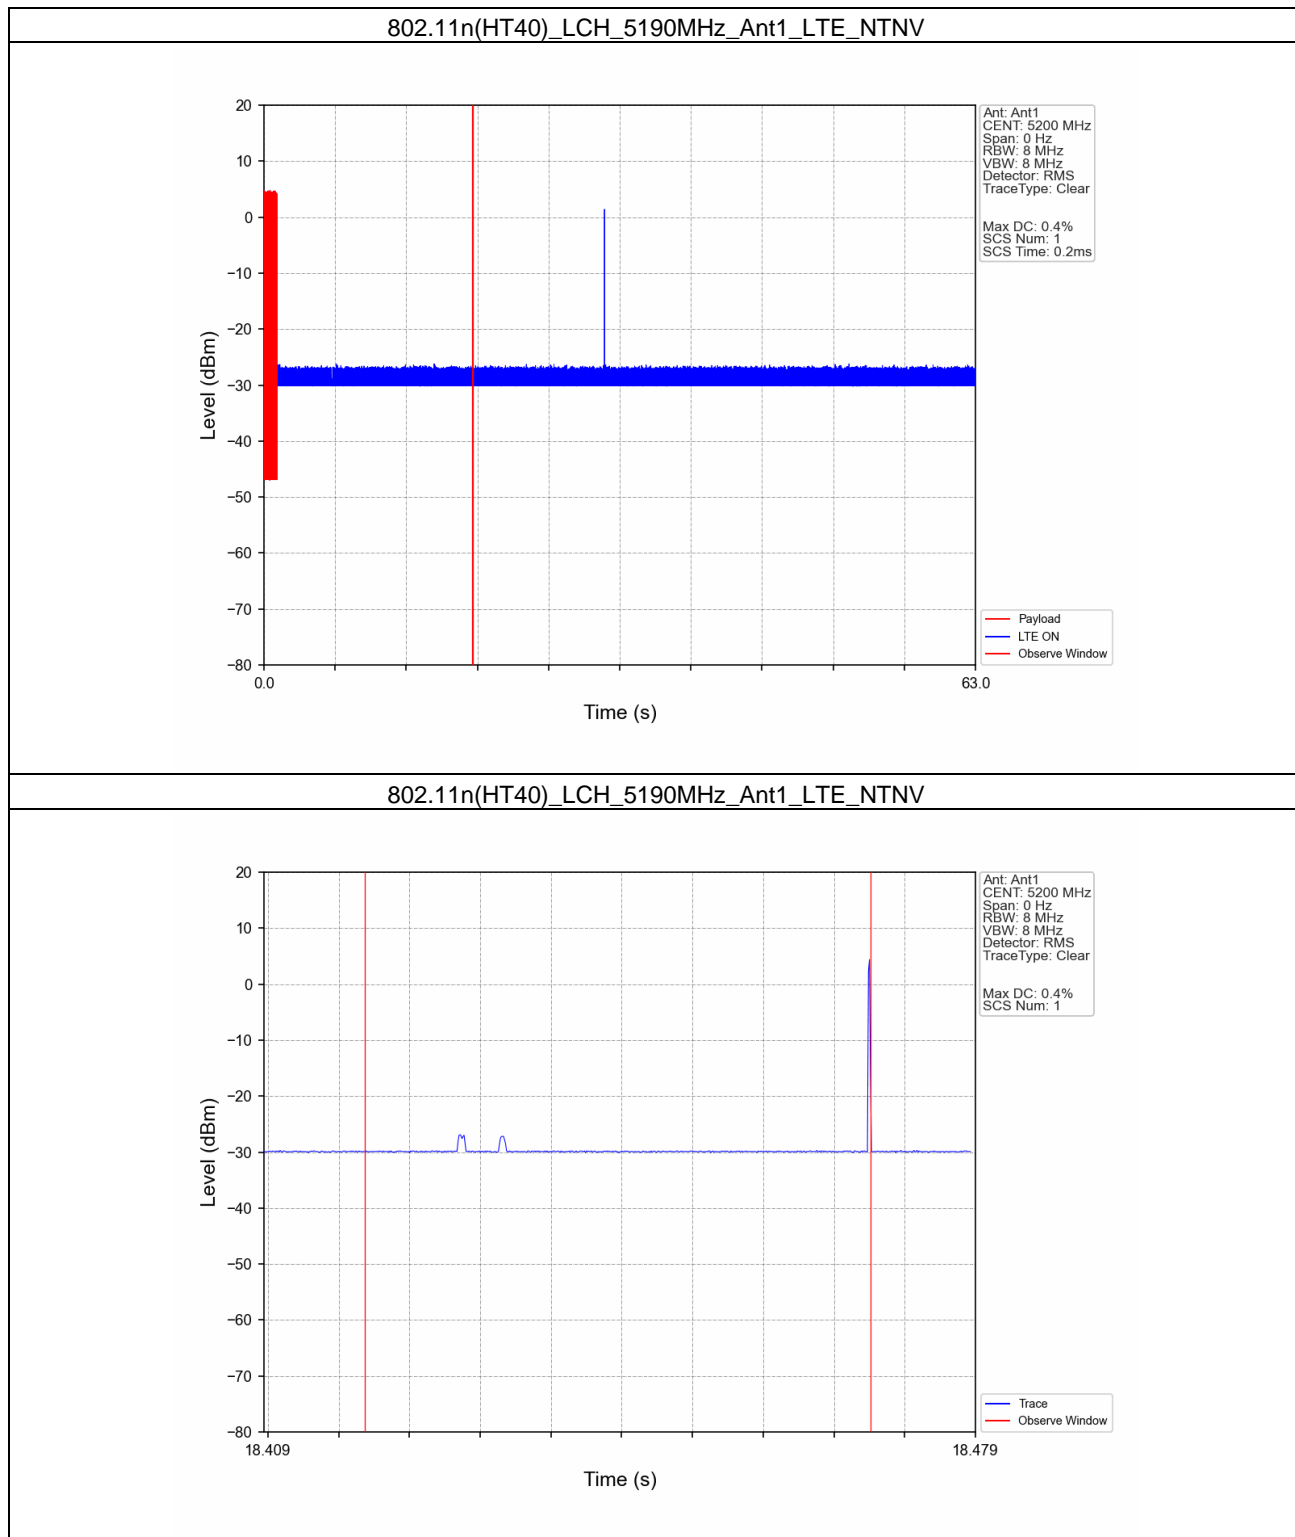 802.11n(HT40)_LCH_5190MHz_Ant1_LTE_NTNV
20
10
0
−10
−20
−30
−40
−50
−60
−70
−80
Level (dBm)
0.0
63.0
Time (s)
Ant: Ant1
CENT: 5200 MHz
Span: 0 Hz
RBW: 8 MHz
VBW: 8 MHz
Detector: RMS
TraceType: Clear
Max DC: 0.4%
SCS Num: 1
SCS Time: 0.2ms
Payload
LTE ON
Observe Window
802.11n(HT40)_LCH_5190MHz_Ant1_LTE_NTNV
20
10
0
−10
−20
−30
−40
−50
−60
−70
−80
Level (dBm)
18.409
18.479
Time (s)
Ant: Ant1
CENT: 5200 MHz
Span: 0 Hz
RBW: 8 MHz
VBW: 8 MHz
Detector: RMS
TraceType: Clear
Max DC: 0.4%
SCS Num: 1
Trace
Observe Window